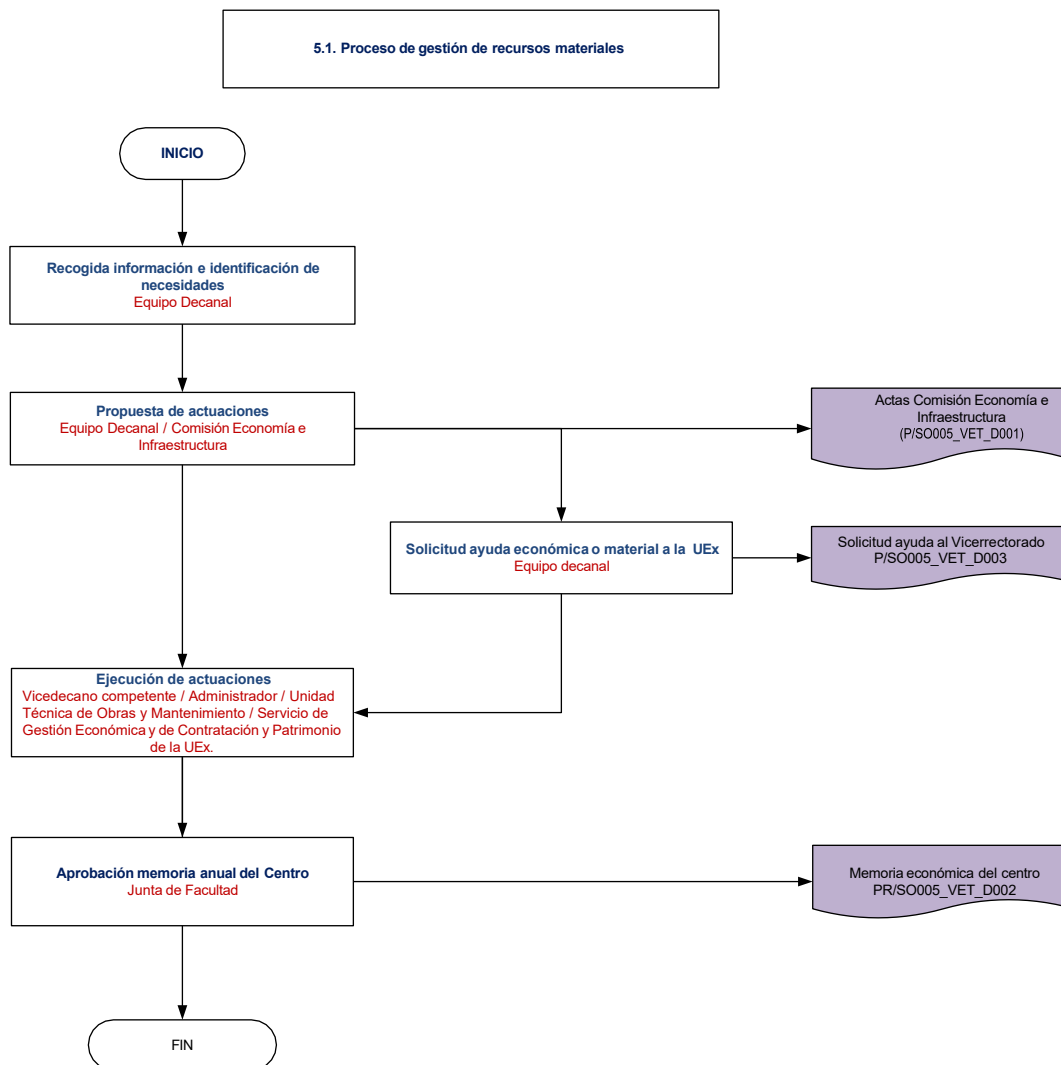 5.1. Proceso de gestión de recursos materiales
INICIO
Recogida información e identificación de
necesidades
Equipo Decanal
Propuesta de actuaciones
Equipo Decanal / Comisión Economía e
Infraestructura
Actas Comisión Economía e
Infraestructura
(P/SO005_VET_D001)
Solicitud ayuda económica o material a la UEx
Equipo decanal
Solicitud ayuda al Vicerrectorado
P/SO005_VET_D003
Ejecución de actuaciones
Vicedecano competente / Administrador / Unidad
Técnica de Obras y Mantenimiento / Servicio de
Gestión Económica y de Contratación y Patrimonio
de la UEx.
Aprobación memoria anual del Centro
Junta de Facultad
Memoria económica del centro
PR/SO005_VET_D002
FIN